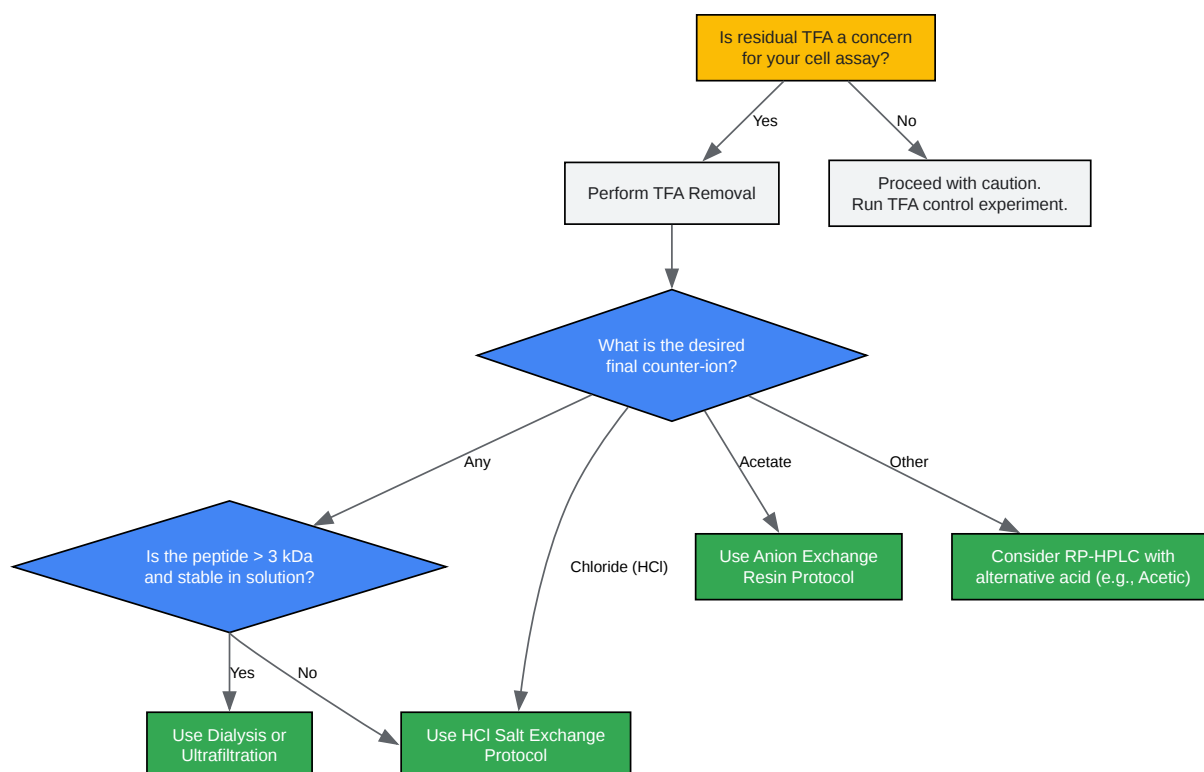 Is residual TFA a concern
for your cell assay?
Yes
No
Perform TFA Removal
Proceed with caution.
Run TFA control experiment.
What is the desired
final counter-ion?
Any
Acetate
Other
Is the peptide > 3 kDa
and stable in solution?
Chloride (HCl)
Use Anion Exchange
Resin Protocol
Consider RP-HPLC with
alternative acid (e.g., Acetic)
Yes
No
Use Dialysis or
Ultrafiltration
Use HCl Salt Exchange
Protocol